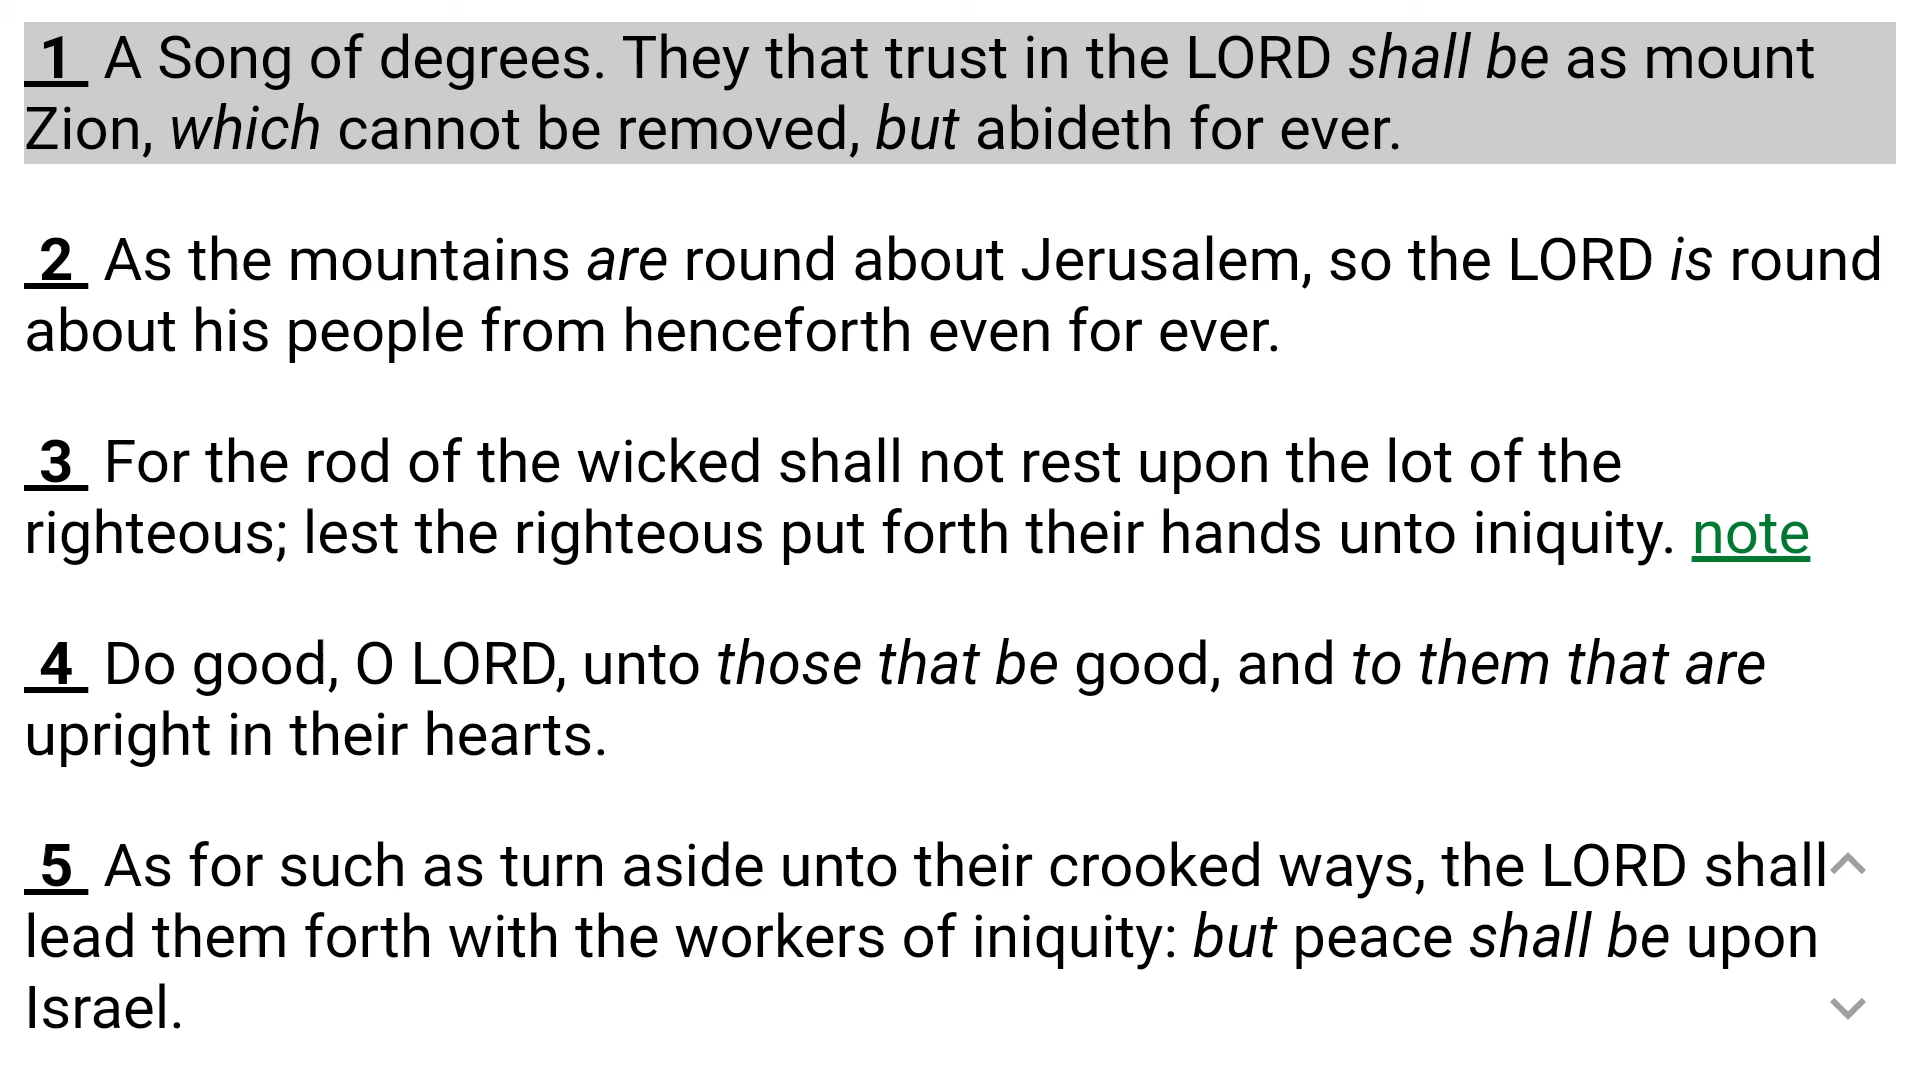 1 A Song of degrees. They that trust in the LORD shall be as mount
Zion, which cannot be removed, but abideth for ever.
2 As the mountains are round about Jerusalem, so the LORD is round
about his people from henceforth even for ever.
3 For the rod of the wicked shall not rest upon the lot of the
righteous; lest the righteous put forth their hands unto iniquity. note
4 Do good, O LORD, unto those that be good, and to them that are
upright in their hearts.
5 As for such as turn aside unto their crooked ways, the LORD shall
lead them forth with the workers of iniquity: but peace shall be upon
Israel.